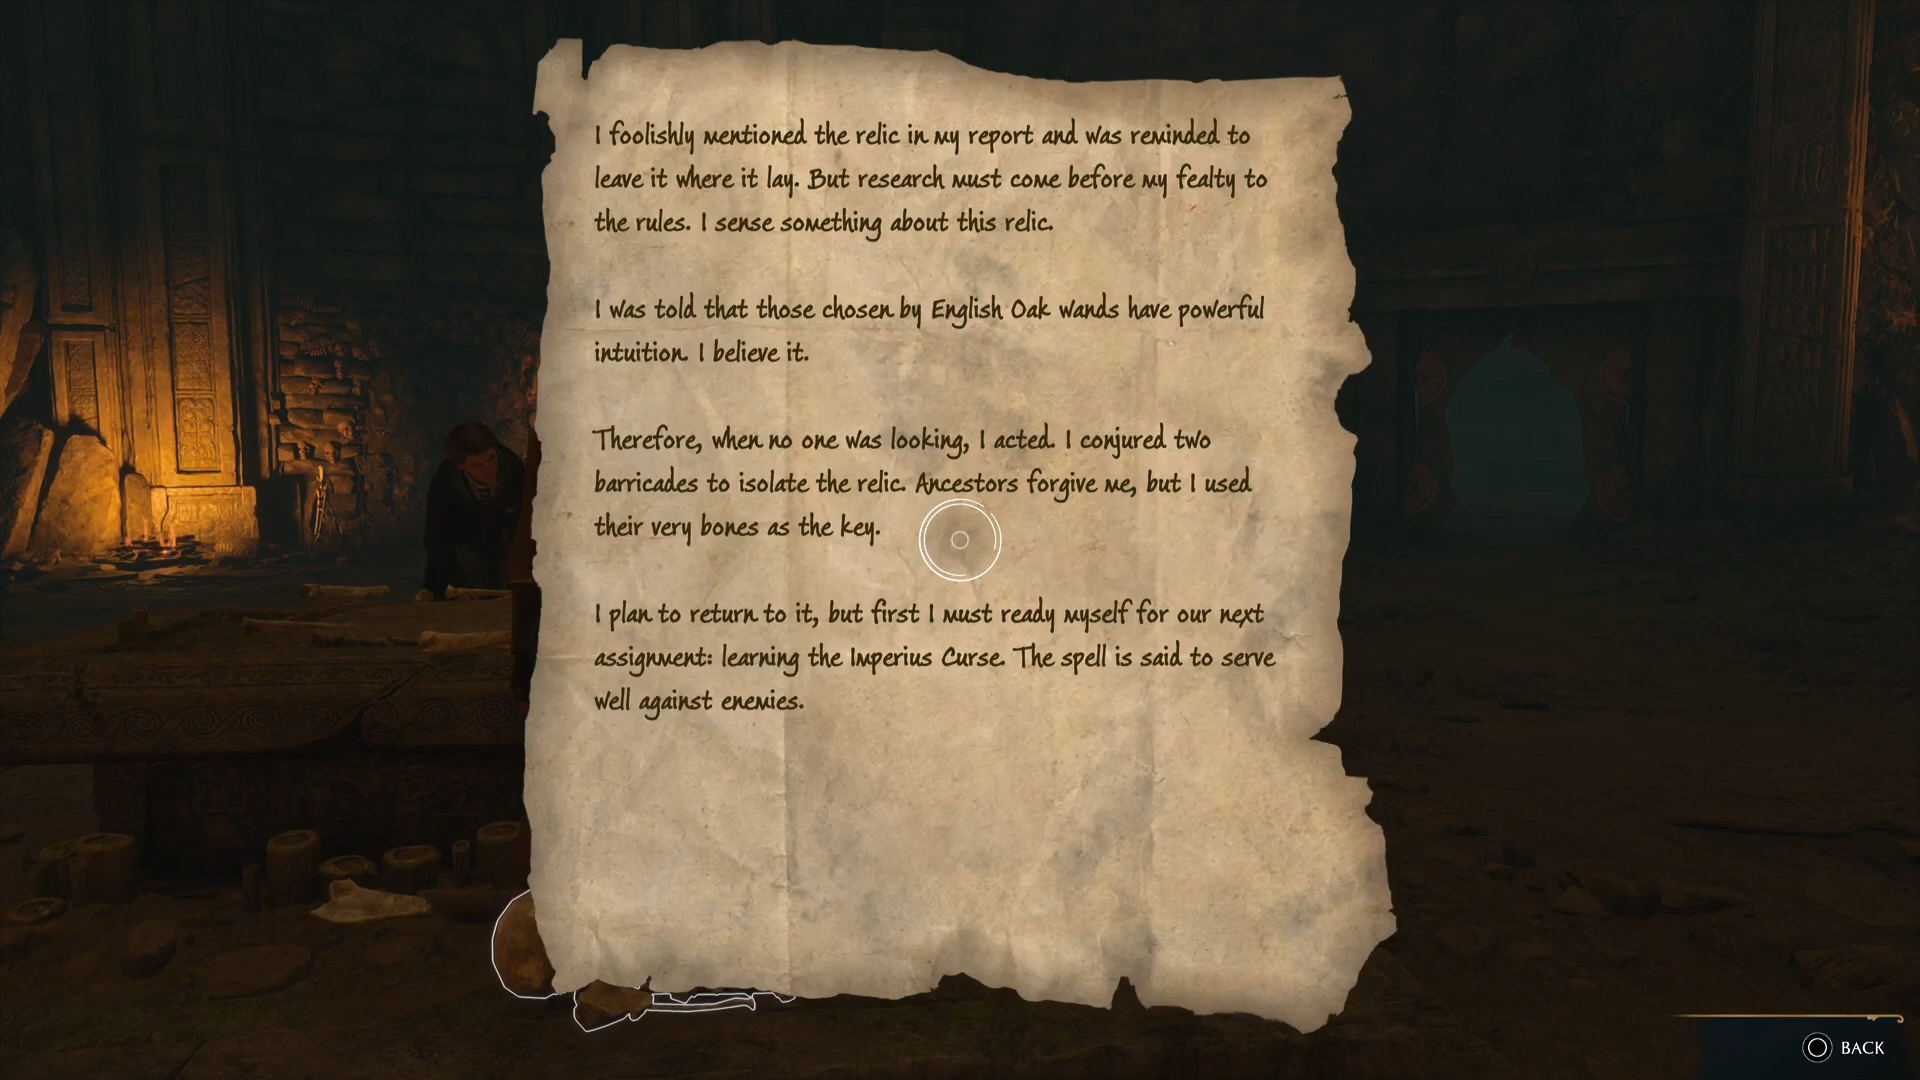 I foolishly mentioned the relic in my report and was reminded to
leave it where it lay. But research must come before my fealty to
the rules. I sense something about this relic.
I was told that those chosen by English Oak wands have powerful
intuition. I believe it.
Therefore, when no one was looking, I acted. I conjured two
barricades to isolate the relic. Ancestors forgive me, but I used
their very bones as the key.
I plan to return to it, but first I must ready myself for our next
assignment: learning the Imperius Curse. The spell is said to serve
well against enemies.
BACK